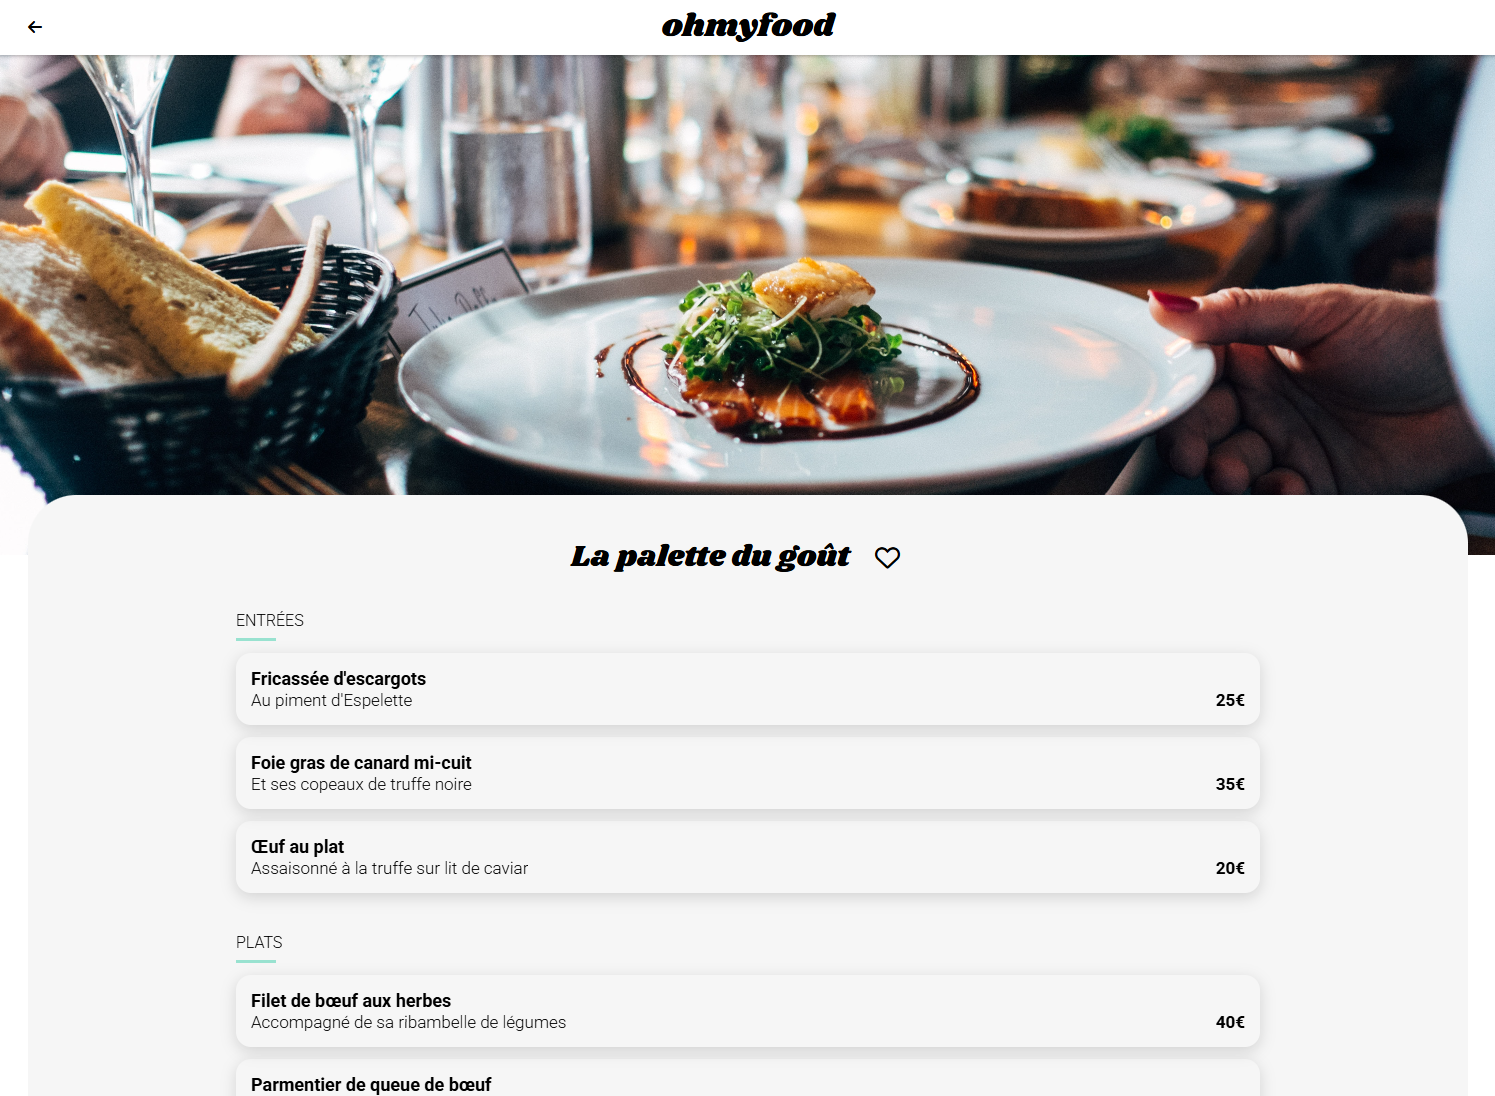 ohmyfood
La palette du goût
ENTRÉES
Fricassée d'escargots
Au piment d'Espelette
25€
Foie gras de canard mi-cuit
Et ses copeaux de truffe noire
35€
Œuf au plat
Assaisonné à la truffe sur lit de caviar
20€
PLATS
Filet de bœuf aux herbes
Accompagné de sa ribambelle de légumes
40€
Parmentier de queue de bœuf